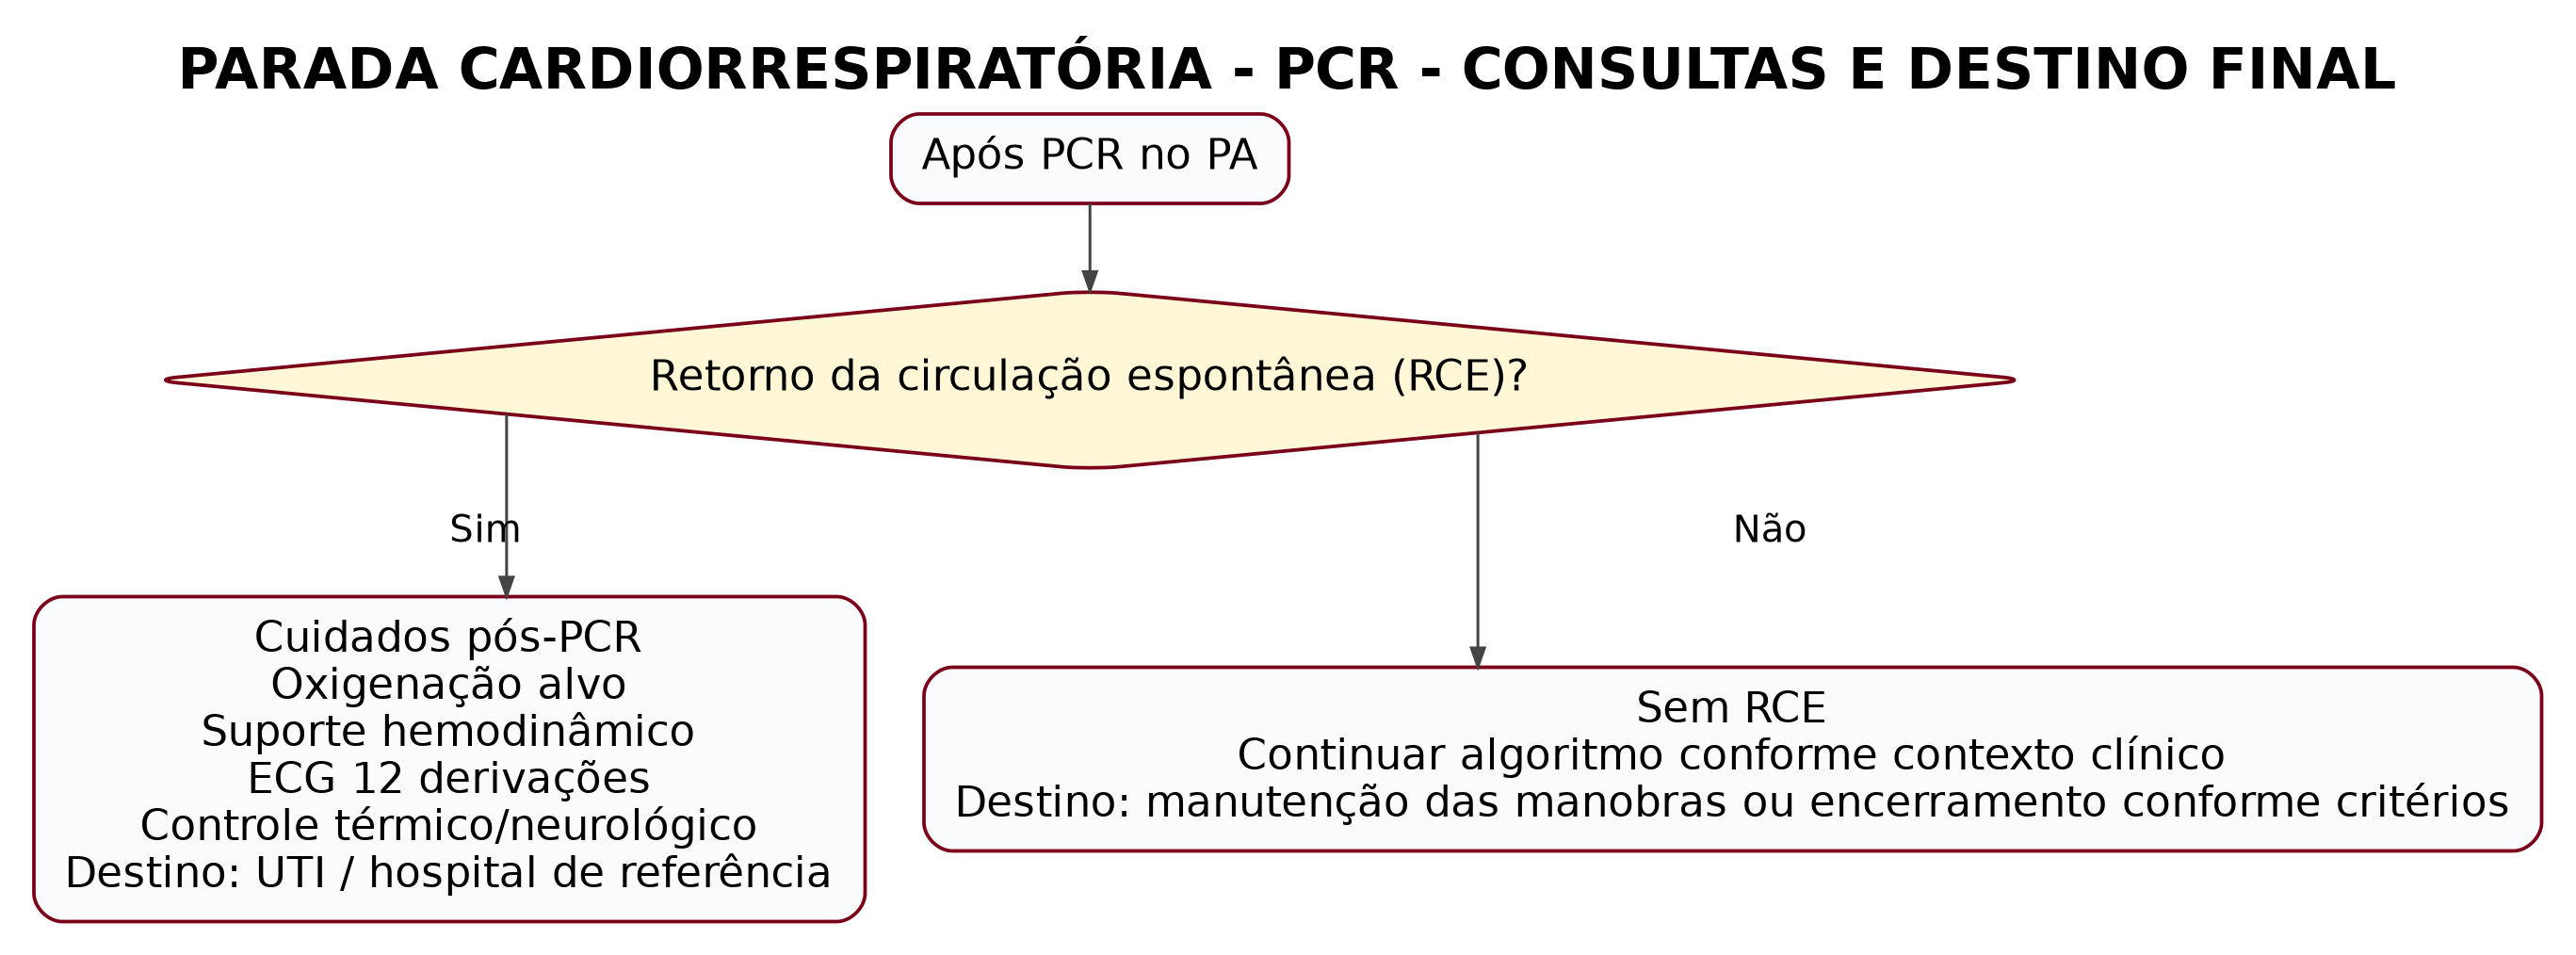 PARADA CARDIORRESPIRATÓRIA - PCR - CONSULTAS E DESTINO FINAL
Após PCR no PA
Retorno da circulação espontânea (RCE)?
Sim
Não
Cuidados pós-PCR
Oxigenação alvo
Suporte hemodinâmico
ECG 12 derivações
Controle térmico/neurológico
Destino: UTI / hospital de referência
Sem RCE
Continuar algoritmo conforme contexto clínico
Destino: manutenção das manobras ou encerramento conforme critérios